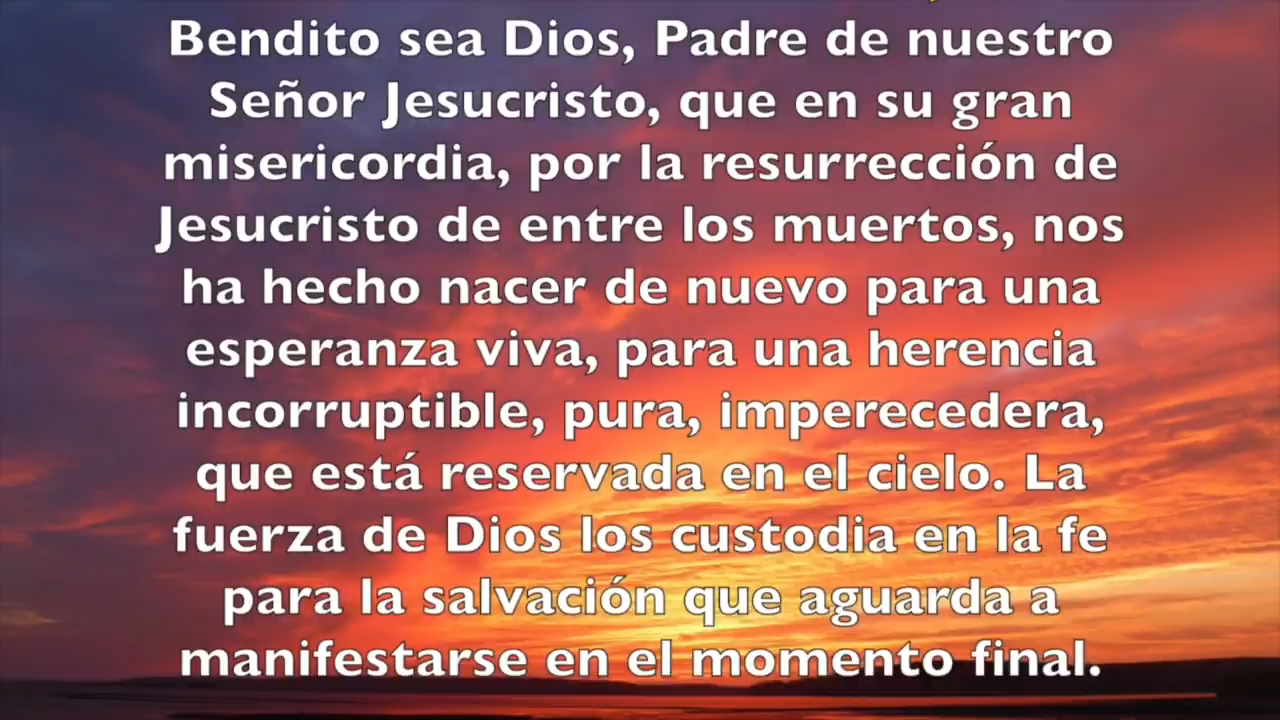 Bendito sea Dios, Padre de nuestro
Señor Jesucristo, que en su gran
misericordia, por la resurrección de
Jesucristo de entre los muertos, nos
ha hecho nacer de nuevo para una
esperanza viva, para una herencia
incorruptible, pura, imperecedera,
que está reservada en el cielo. La
fuerza de Dios los custodia en la fe
para la salvación que aguarda a
manifestarse en el momento final.